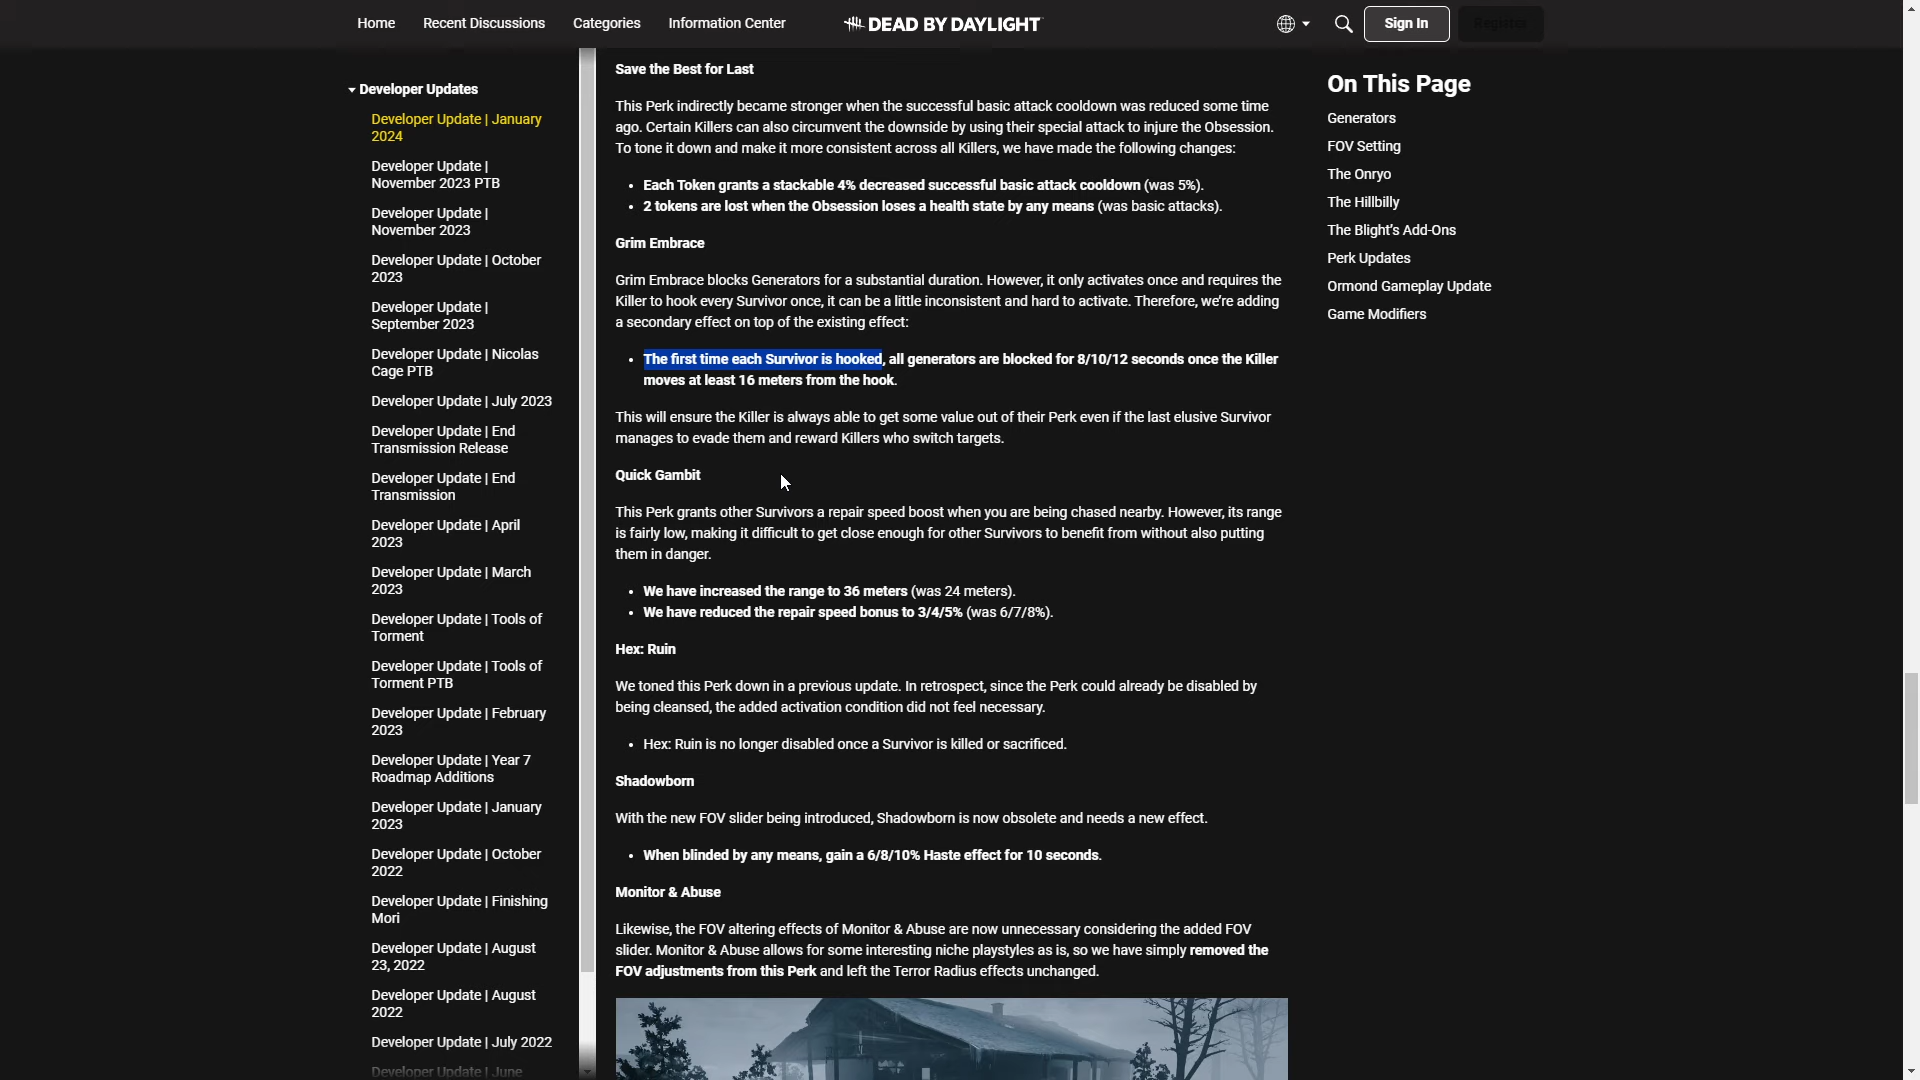 Home Recent Discussions Categories Information Center DEAD BY DAYLIGHT Sign In Register
Developer Updates
Developer Update | January
2024
Developer Update |
November 2023 PTB
Developer Update |
November 2023
Developer Update | October
2023
Developer Update |
September 2023
Developer Update | Nicolas
Cage PTB
Developer Update | July 2023
Developer Update | End
Transmission Release
Developer Update | End
Transmission
Developer Update | April
2023
Developer Update | March
2023
Developer Update | Tools of
Torment
Developer Update | Tools of
Torment PTB
Developer Update | February
2023
Developer Update | Year 7
Roadmap Additions
Developer Update | January
2023
Developer Update | October
2022
Developer Update | Finishing
Mori
Developer Update | August
23, 2022
Developer Update | August
2022
Developer Update | July 2022
Developer Update | June
Save the Best for Last
This Perk indirectly became stronger when the successful basic attack cooldown was reduced some time
ago. Certain Killers can also circumvent the downside by using their special attack to injure the Obsession.
To tone it down and make it more consistent across all Killers, we have made the following changes:
• Each Token grants a stackable 4% decreased successful basic attack cooldown (was 5%).
• 2 tokens are lost when the Obsession loses a health state by any means (was basic attacks).
Grim Embrace
Grim Embrace blocks Generators for a substantial duration. However, it only activates once and requires the
Killer to hook every Survivor once, it can be a little inconsistent and hard to activate. Therefore, we're adding
a secondary effect on top of the existing effect:
• The first time each Survivor is hooked, all generators are blocked for 8/10/12 seconds once the Killer
moves at least 16 meters from the hook.
This will ensure the Killer is always able to get some value out of their Perk even if the last elusive Survivor
manages to evade them and reward Killers who switch targets.
Quick Gambit
This Perk grants other Survivors a repair speed boost when you are being chased nearby. However, its range
is fairly low, making it difficult to get close enough for other Survivors to benefit from without also putting
them in danger.
• We have increased the range to 36 meters (was 24 meters).
• We have reduced the repair speed bonus to 3/4/5% (was 6/7/8%).
Hex: Ruin
We toned this Perk down in a previous update. In retrospect, since the Perk could already be disabled by
being cleansed, the added activation condition did not feel necessary.
• Hex: Ruin is no longer disabled once a Survivor is killed or sacrificed.
Shadowborn
With the new FOV slider being introduced, Shadowborn is now obsolete and needs a new effect.
• When blinded by any means, gain a 6/8/10% Haste effect for 10 seconds.
Monitor & Abuse
Likewise, the FOV altering effects of Monitor & Abuse are now unnecessary considering the added FOV
slider. Monitor & Abuse allows for some interesting niche playstyles as is, so we have simply removed the
FOV adjustments from this Perk and left the Terror Radius effects unchanged.
On This Page
Generators
FOV Setting
The Onryo
The Hillbilly
The Blight's Add-Ons
Perk Updates
Ormond Gameplay Update
Game Modifiers